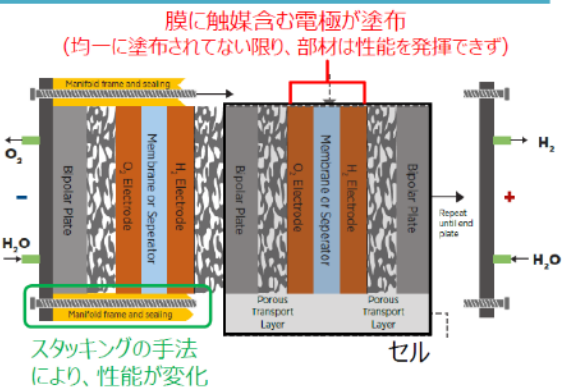 膜に触媒含む電極が塗布
(均一に塗布されてない限り、部材は性能を発揮できず)
Manifold frame and sealing
O₂
−
H₂O
Bipolar Plate
O₂ Electrode
Membrane or Seperator
H₂ Electrode
Bipolar Plate
O₂ Electrode
Membrane or Seperator
H₂ Electrode
Bipolar Plate
Repeat
until end
plate
H₂
+
H₂O
Porous
Transport
Layer
Porous
Transport
Layer
Manifold frame and sealing
セル
スタッキングの手法
により、性能が変化